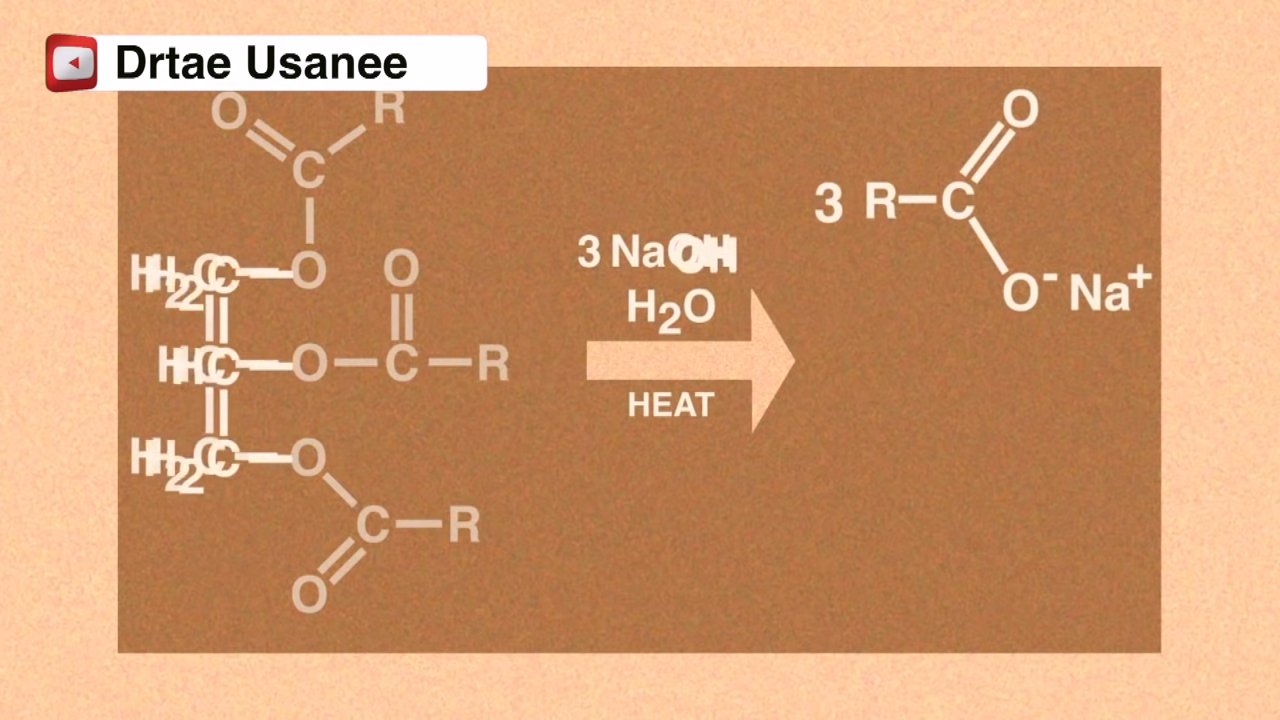 Drtae Usanee
O R
C
H2C O O
HC O C R
H2C O
C R
O
3 NaOH
H2O
HEAT
O
3 R C
O- Na+